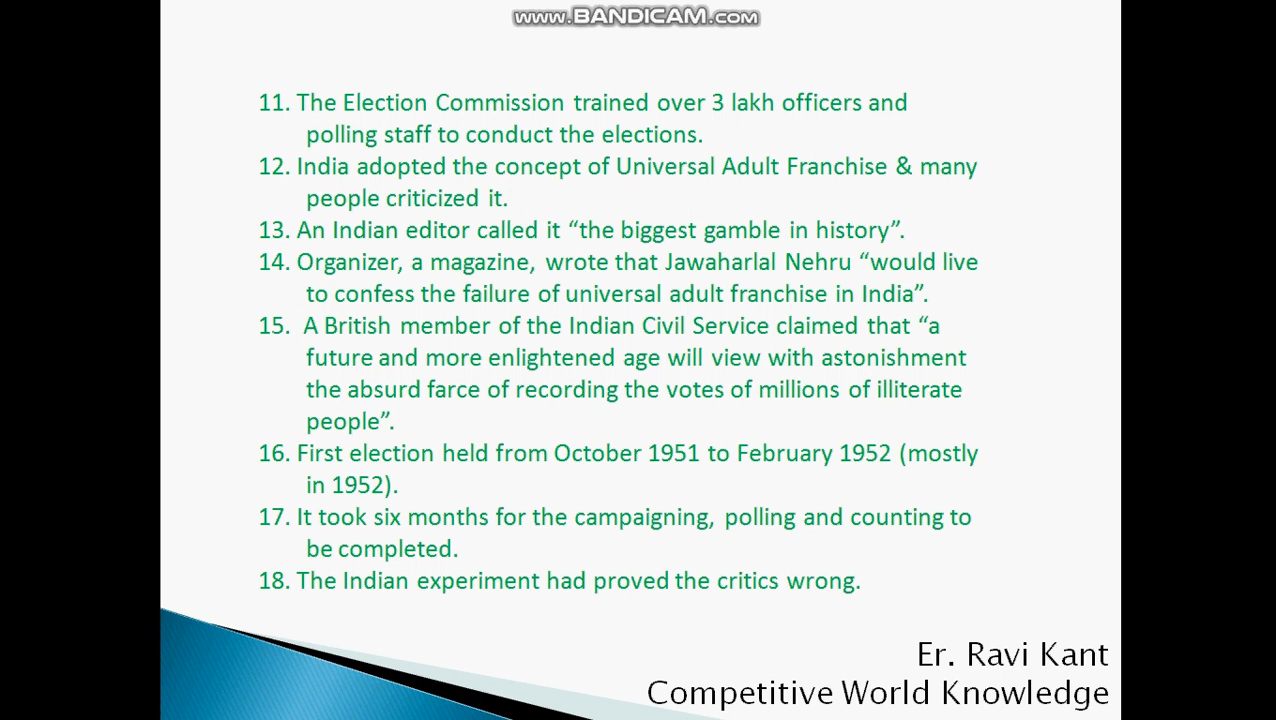 www.BANDICAM.com
11. The Election Commission trained over 3 lakh officers and
polling staff to conduct the elections.
12. India adopted the concept of Universal Adult Franchise & many
people criticized it.
13. An Indian editor called it “the biggest gamble in history”.
14. Organizer, a magazine, wrote that Jawaharlal Nehru “would live
to confess the failure of universal adult franchise in India”.
15.  A British member of the Indian Civil Service claimed that “a
future and more enlightened age will view with astonishment
the absurd farce of recording the votes of millions of illiterate
people”.
16. First election held from October 1951 to February 1952 (mostly
in 1952).
17. It took six months for the campaigning, polling and counting to
be completed.
18. The Indian experiment had proved the critics wrong.
Er. Ravi Kant
Competitive World Knowledge